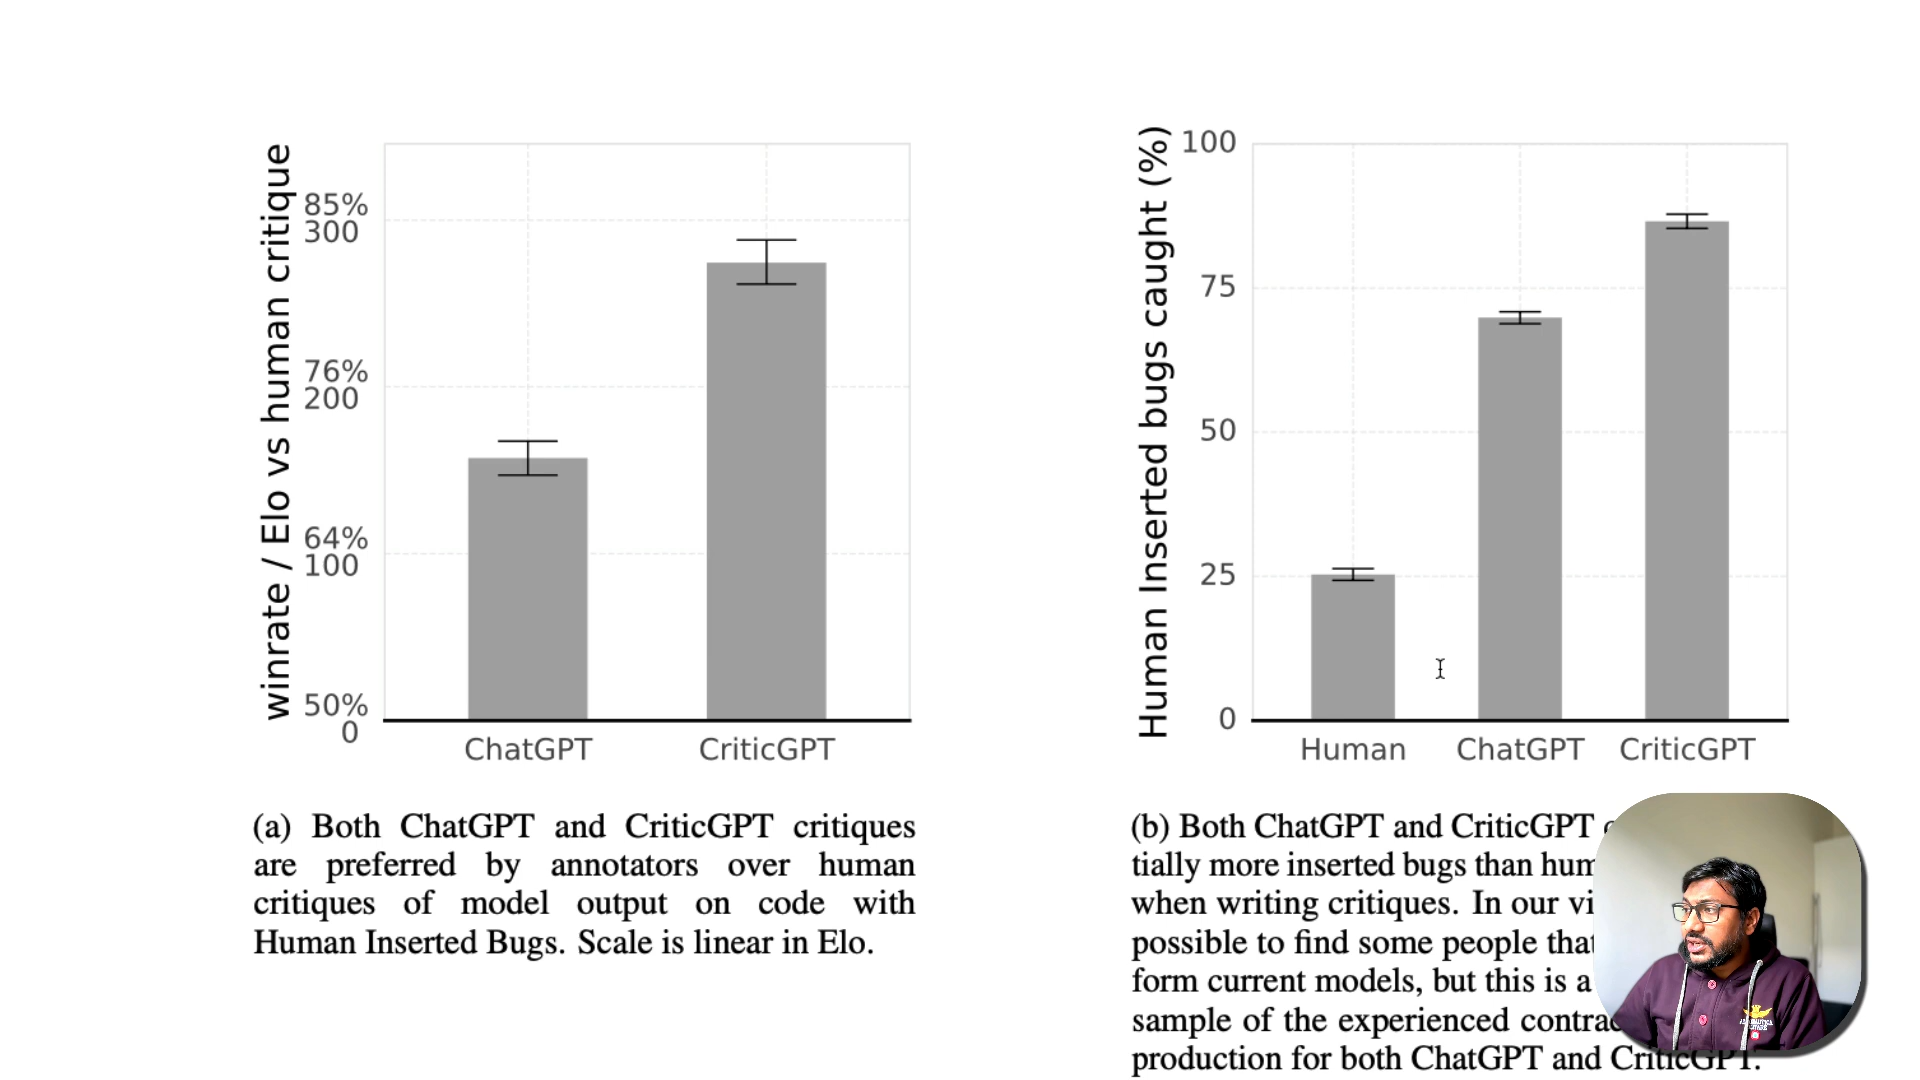 winrate / Elo vs human critique
85%
300
76%
200
64%
100
50%
0
ChatGPT CriticGPT
(a) Both ChatGPT and CriticGPT critiques
are preferred by annotators over human
critiques of model output on code with
Human Inserted Bugs. Scale is linear in Elo.
Human Inserted bugs caught (%)
100
75
50
25
0
Human ChatGPT CriticGPT
(b) Both ChatGPT and CriticGPT
tially more inserted bugs than
when writing critiques. In our
possible to find some people
form current models, but this is a
sample of the experienced
production for both ChatGPT and CriticGPT.